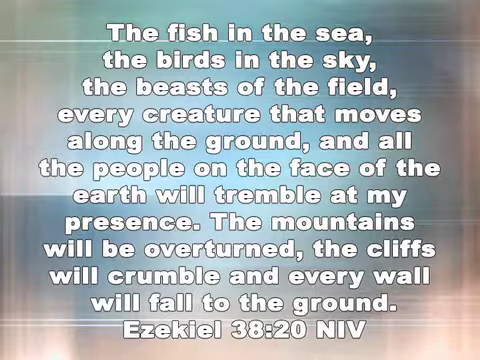 The fish in the sea,
the birds in the sky,
the beasts of the field,
every creature that moves
along the ground, and all
the people on the face of the
earth will tremble at my
presence. The mountains
will be overturned, the cliffs
will crumble and every wall
will fall to the ground.
Ezekiel 38:20 NIV